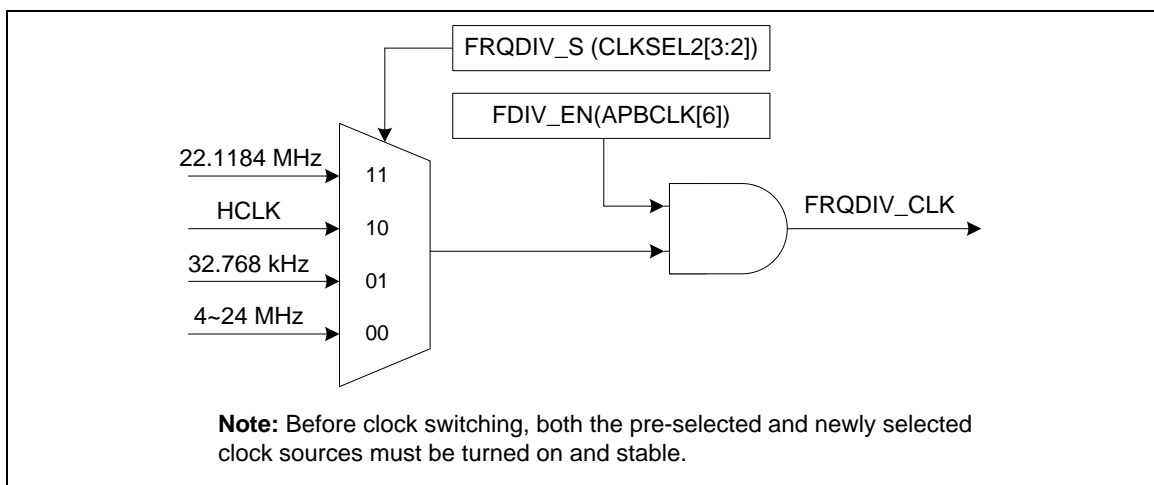 FRQDIV_S (CLKSEL2[3:2])
FDIV_EN(APBCLK[6])
22.1184 MHz
11
HCLK
10
32.768 kHz
01
4~24 MHz
00
FRQDIV_CLK
Note: Before clock switching, both the pre-selected and newly selected
clock sources must be turned on and stable.